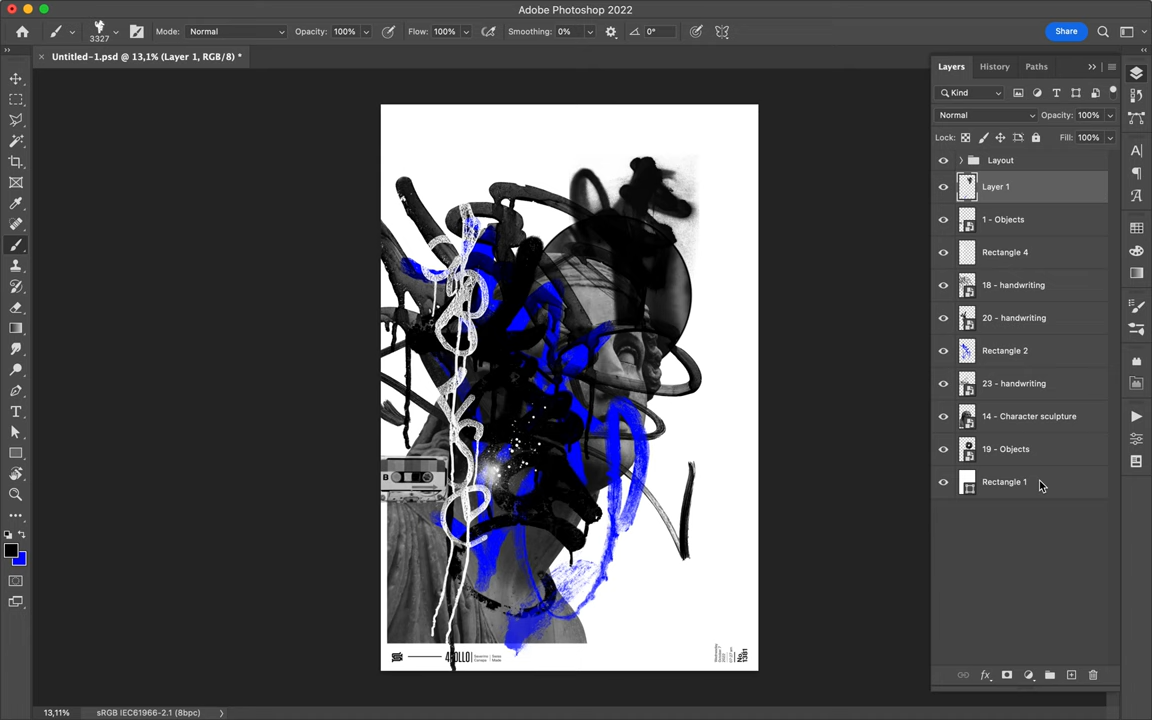 Adobe Photoshop 2022
3327
Mode: Normal
Opacity: 100%
Flow: 100%
Smoothing: 0%
0°
Share
Untitled-1.psd @ 13,1% (Layer 1, RGB/8) *
Layers
History
Paths
Kind
Normal
Opacity: 100%
Lock:
Fill: 100%
Layout
Layer 1
1 - Objects
Rectangle 4
18 - handwriting
20 - handwriting
Rectangle 2
23 - handwriting
14 - Character sculpture
19 - Objects
Rectangle 1
B
No. 1381
13,11%
sRGB IEC61966-2.1 (8bpc)